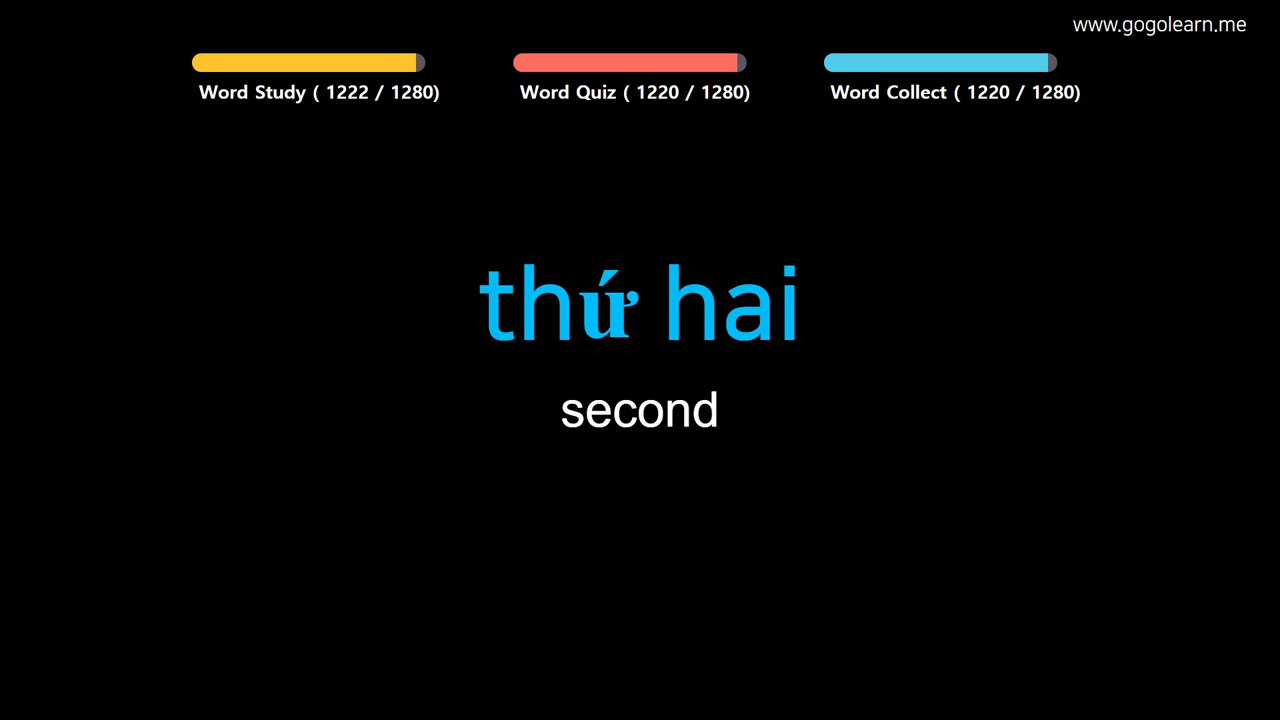 www.gogolearn.me
Word Study ( 1222 / 1280)
Word Quiz ( 1220 / 1280)
Word Collect ( 1220 / 1280)
thứ hai
second